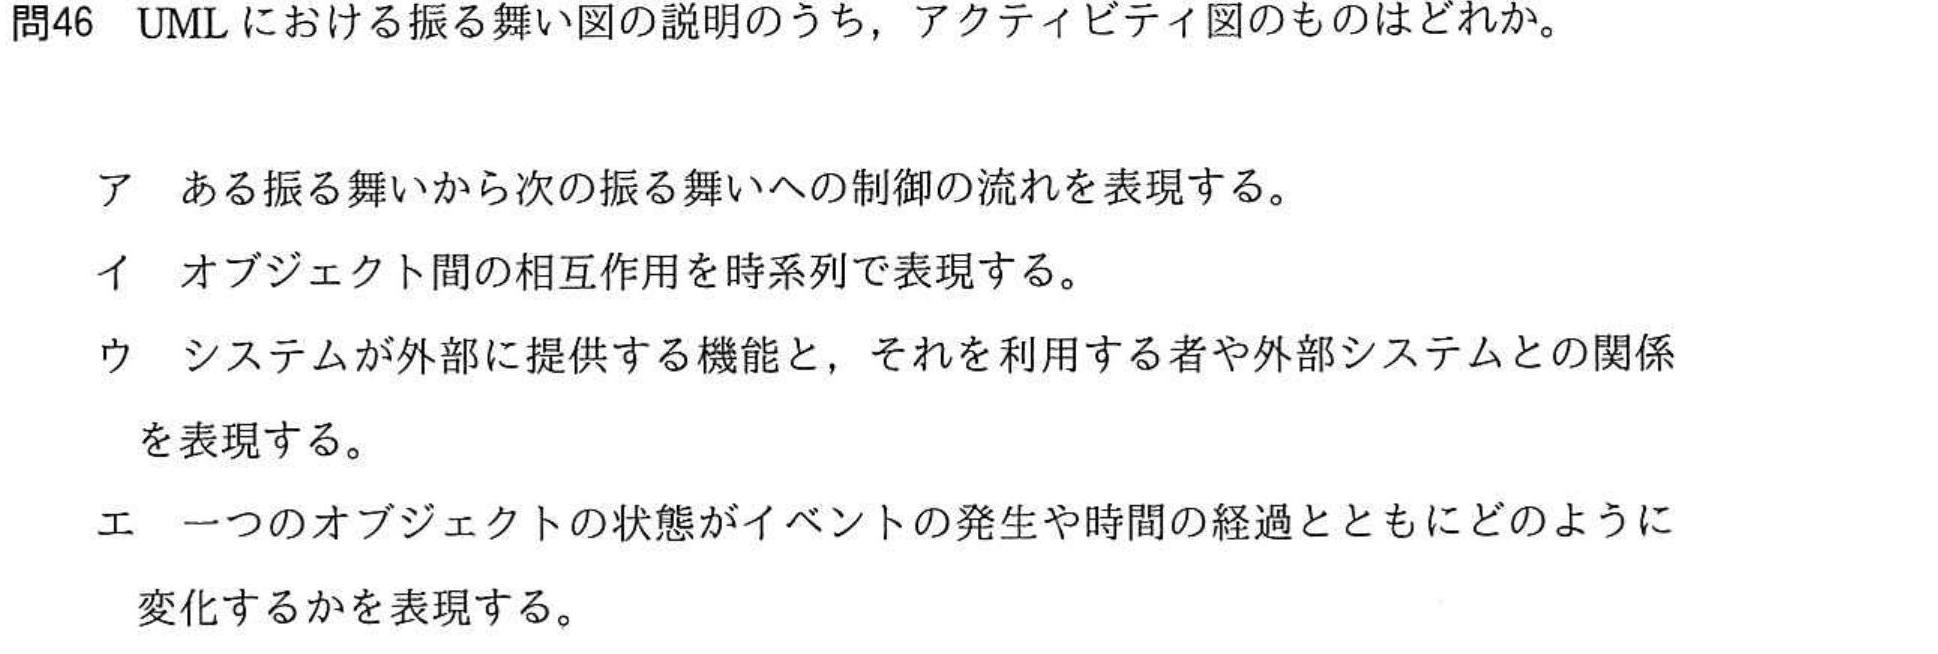 問46 UML における振る舞い図の説明のうち，アクティビティ図のものはどれか。
ア ある振る舞いから次の振る舞いへの制御の流れを表現する。
イ オブジェクト間の相互作用を時系列で表現する。
ウ システムが外部に提供する機能と，それを利用する者や外部システムとの関係
を表現する。
エ 一つのオブジェクトの状態がイベントの発生や時間の経過とともにどのように
変化するかを表現する。